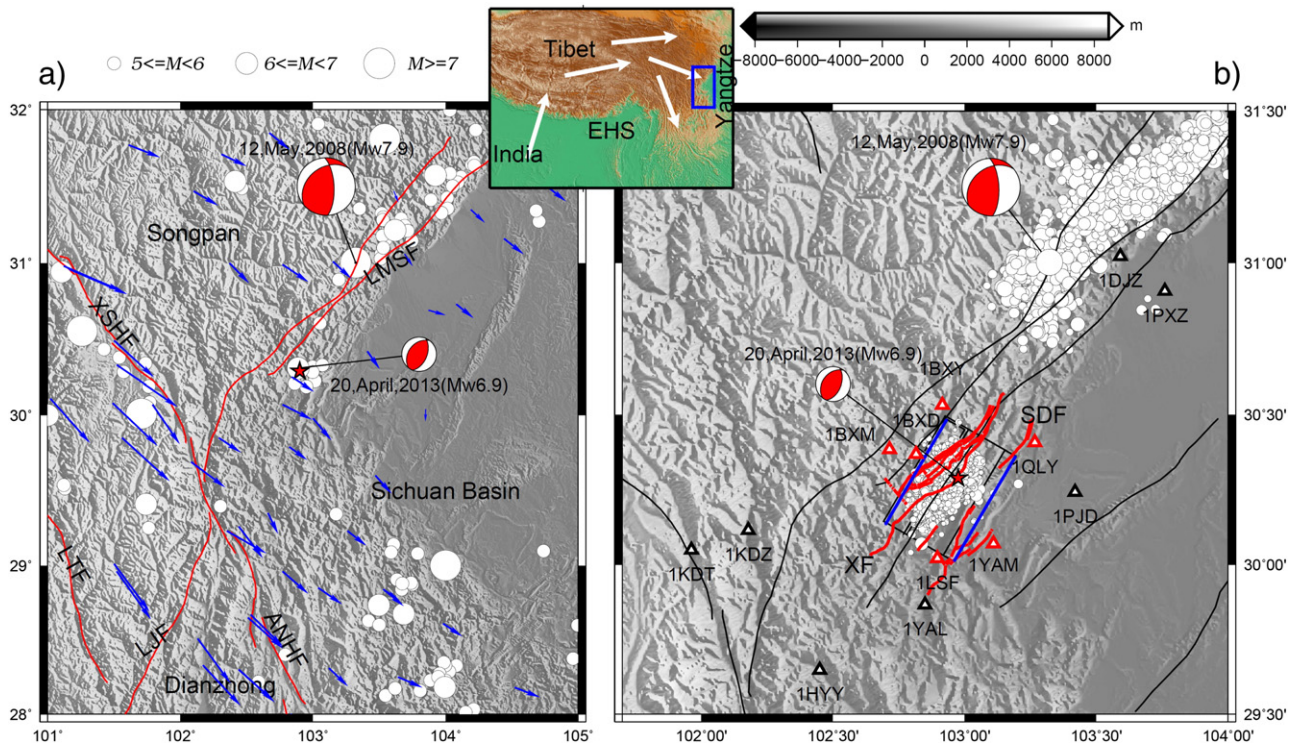 5<=M<6
6<=M<7
M>=7
a)
Tibet
Yangtze
EHS
India
m
−8000 −6000 −4000 −2000 0 2000 4000 6000 8000
b)
32˚
31˚
30˚
29˚
28˚
101˚ 102˚ 103˚ 104˚ 105˚
12,May,2008(Mw7.9)
Songpan
LMSF
XSHF
20,April,2013(Mw6.9)
Sichuan Basin
LTF
LJF
ANHF
Dianzhong
31˚30'
31˚00'
30˚30'
30˚00'
29˚30'
102˚00' 102˚30' 103˚00' 103˚30' 104˚00'
12,May,2008(Mw7.9)
1DJZ
1PXZ
20,April,2013(Mw6.9)
1BXY
1BXD
SDF
1BXM
1QLY
1PJD
1KDZ
1KDT
XF
1YAM
1LSF
1YAL
1HYY